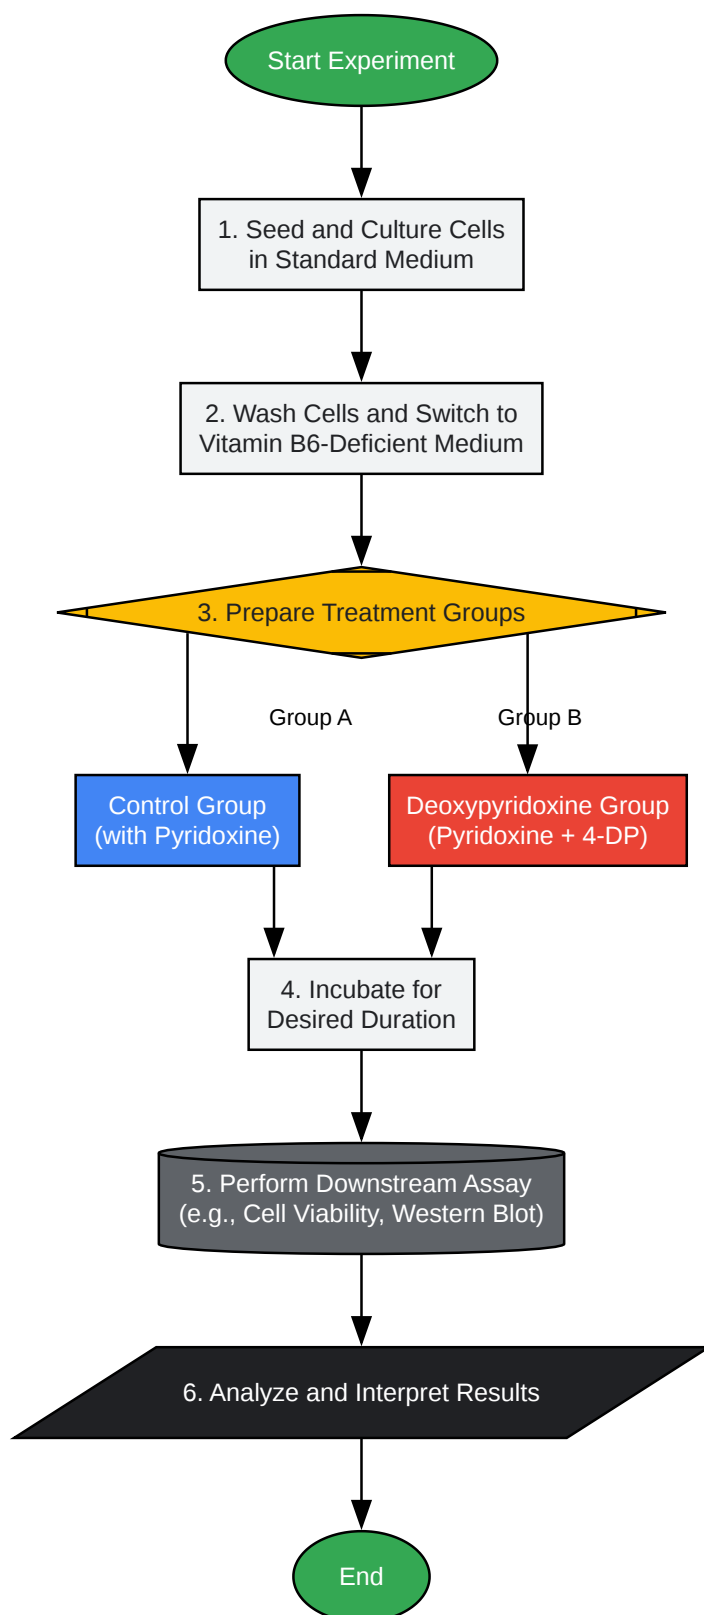 Start Experiment
1. Seed and Culture Cells
in Standard Medium
2. Wash Cells and Switch to
Vitamin B6-Deficient Medium
3. Prepare Treatment Groups
Group A
Group B
Control Group
(with Pyridoxine)
Deoxypyridoxine Group
(Pyridoxine + 4-DP)
4. Incubate for
Desired Duration
5. Perform Downstream Assay
(e.g., Cell Viability, Western Blot)
6. Analyze and Interpret Results
End